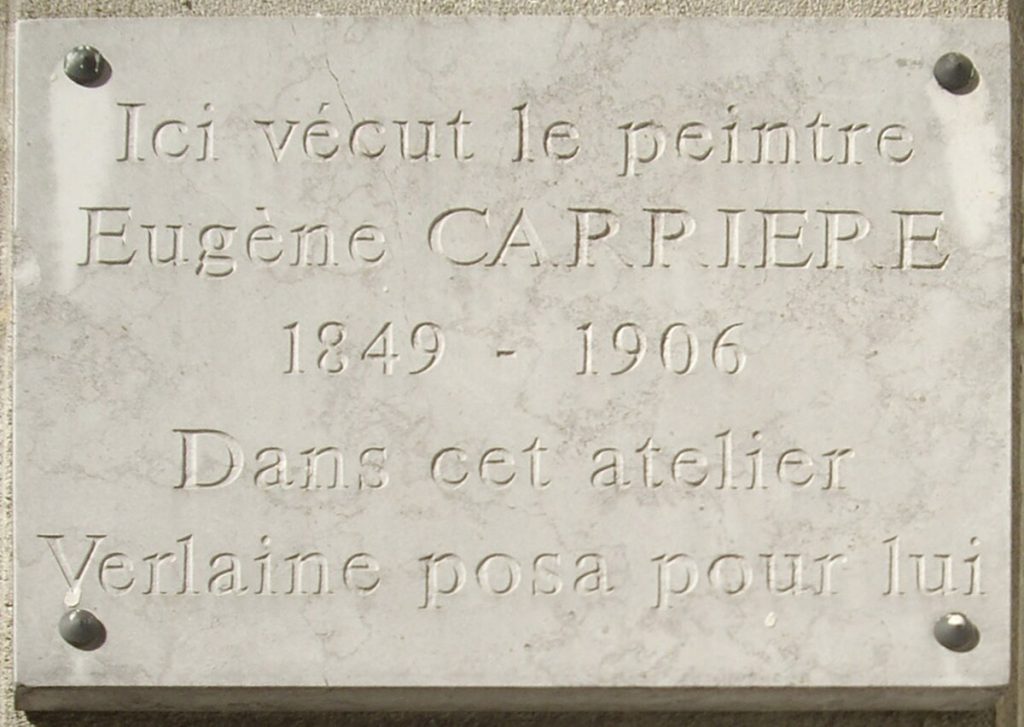 Ici vécut le peintre
Eugène CARRIERE
1849 - 1906
Dans cet atelier
Verlaine posa pour lui